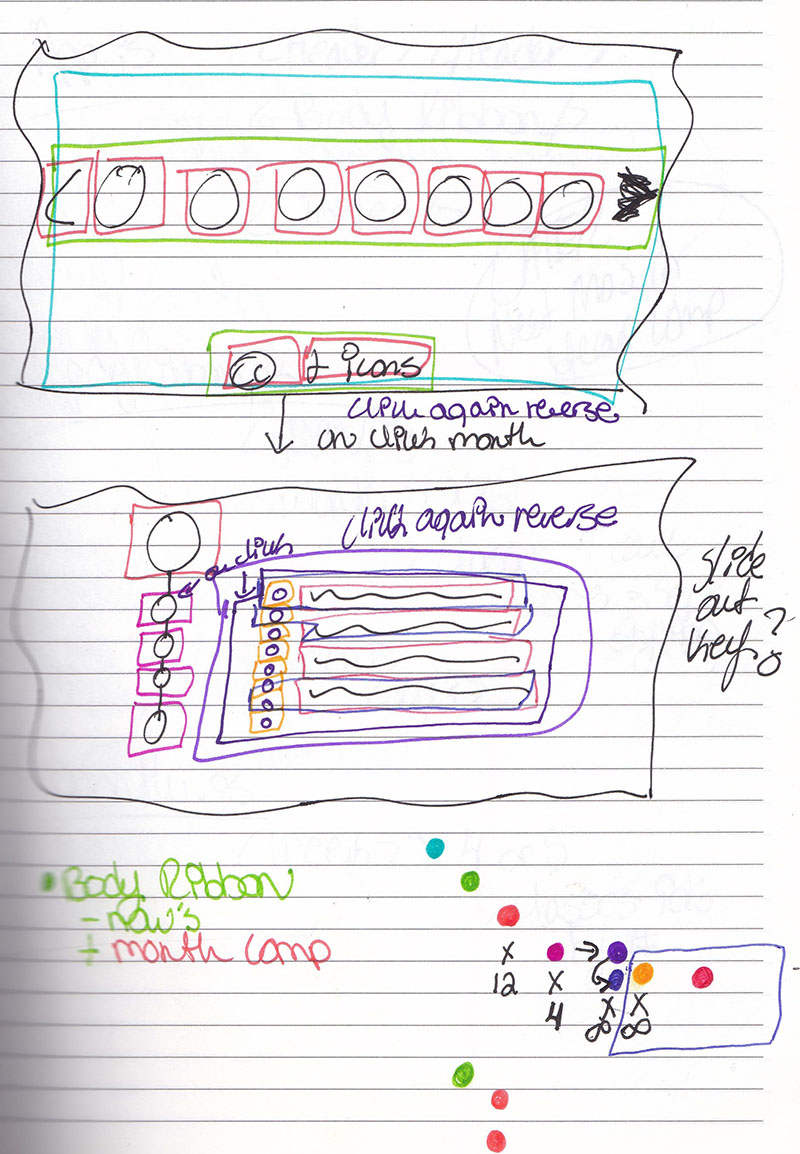 cc + icons
click again reverse
on click month
click again reverse
on click
slide
out
key?
Body Ribbon
- row's
+ month comp
x
12 x
4 x x
∞ ∞